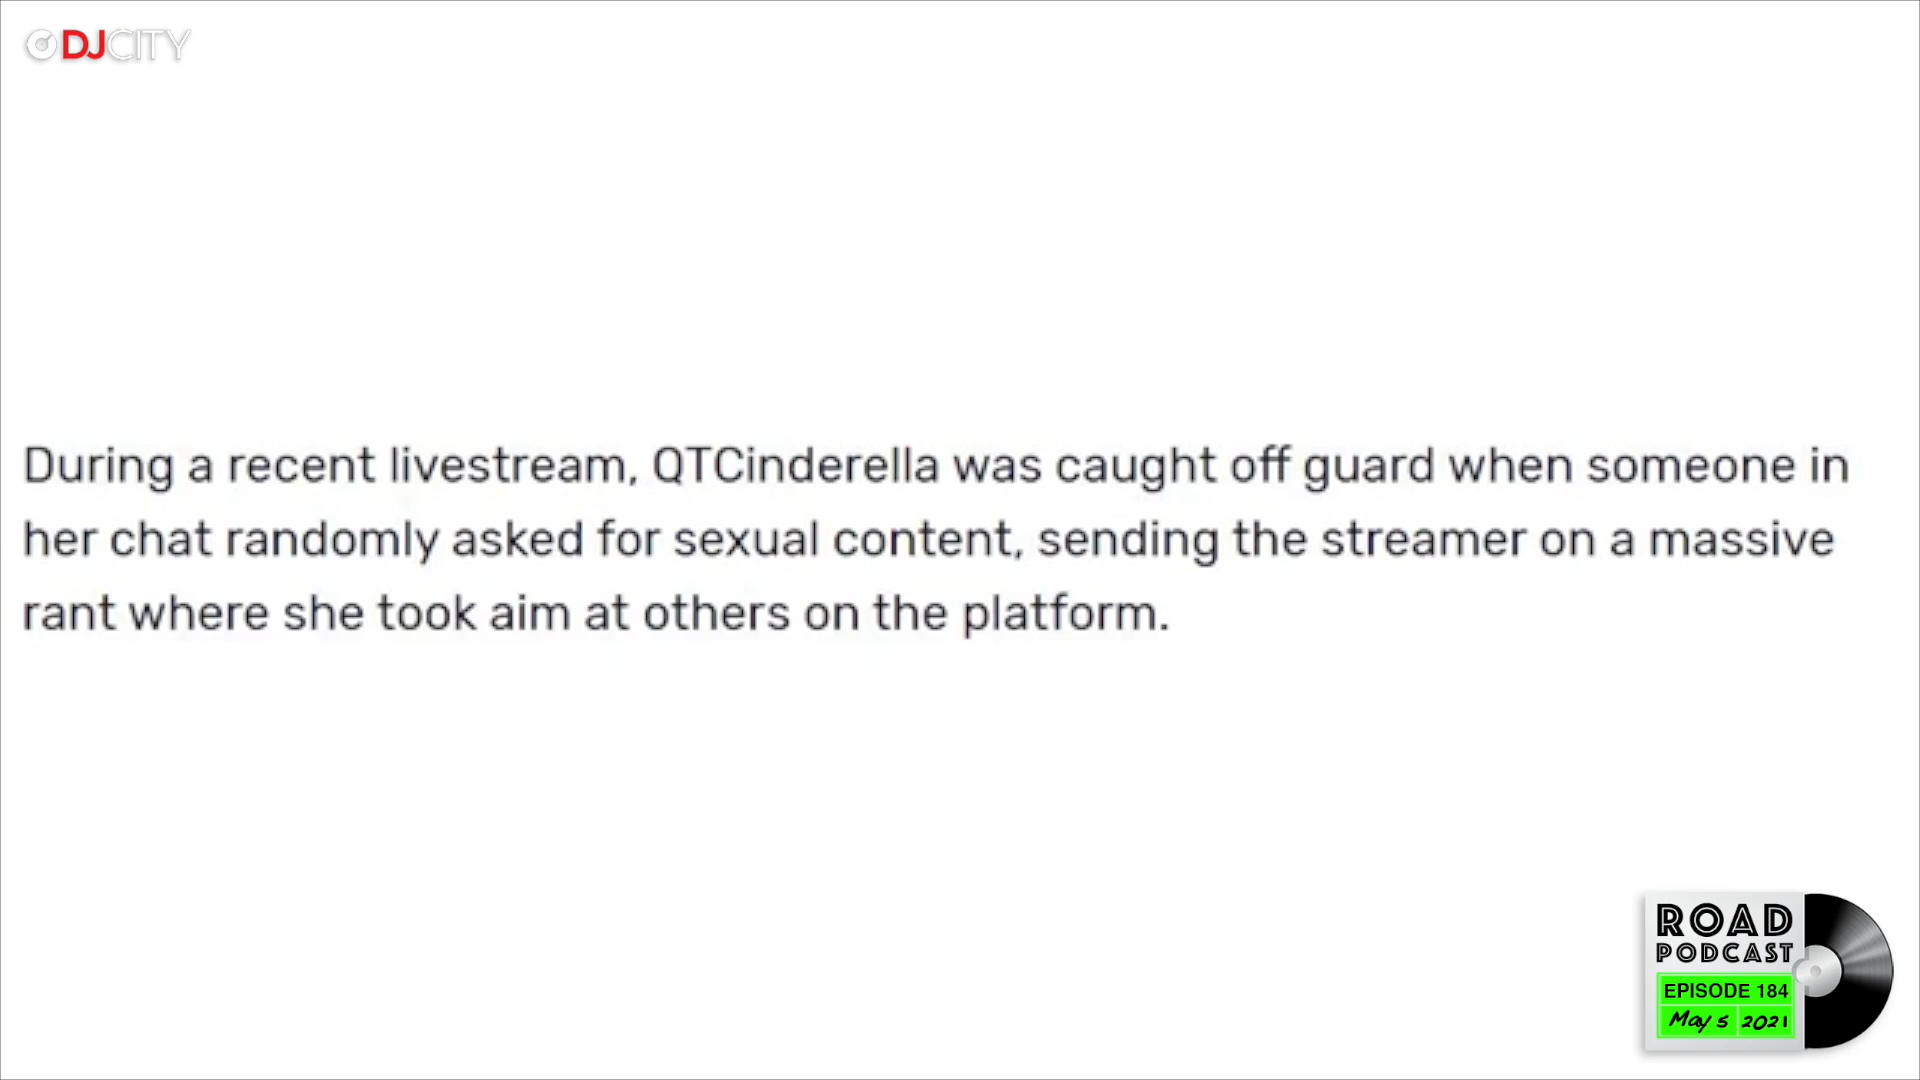 DJCITY
During a recent livestream, QTCinderella was caught off guard when someone in
her chat randomly asked for sexual content, sending the streamer on a massive
rant where she took aim at others on the platform.
ROAD
PODCAST
EPISODE 184
May 5 2021